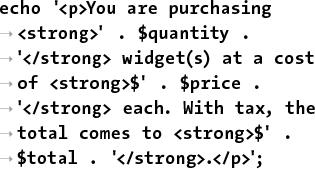 echo '<p>You are purchasing
→ <strong>' . $quantity .
→ '</strong> widget(s) at a cost
→ of <strong>$' . $price .
→ '</strong> each. With tax, the
→ total comes to <strong>$' .
→ $total . '</strong>.</p>';